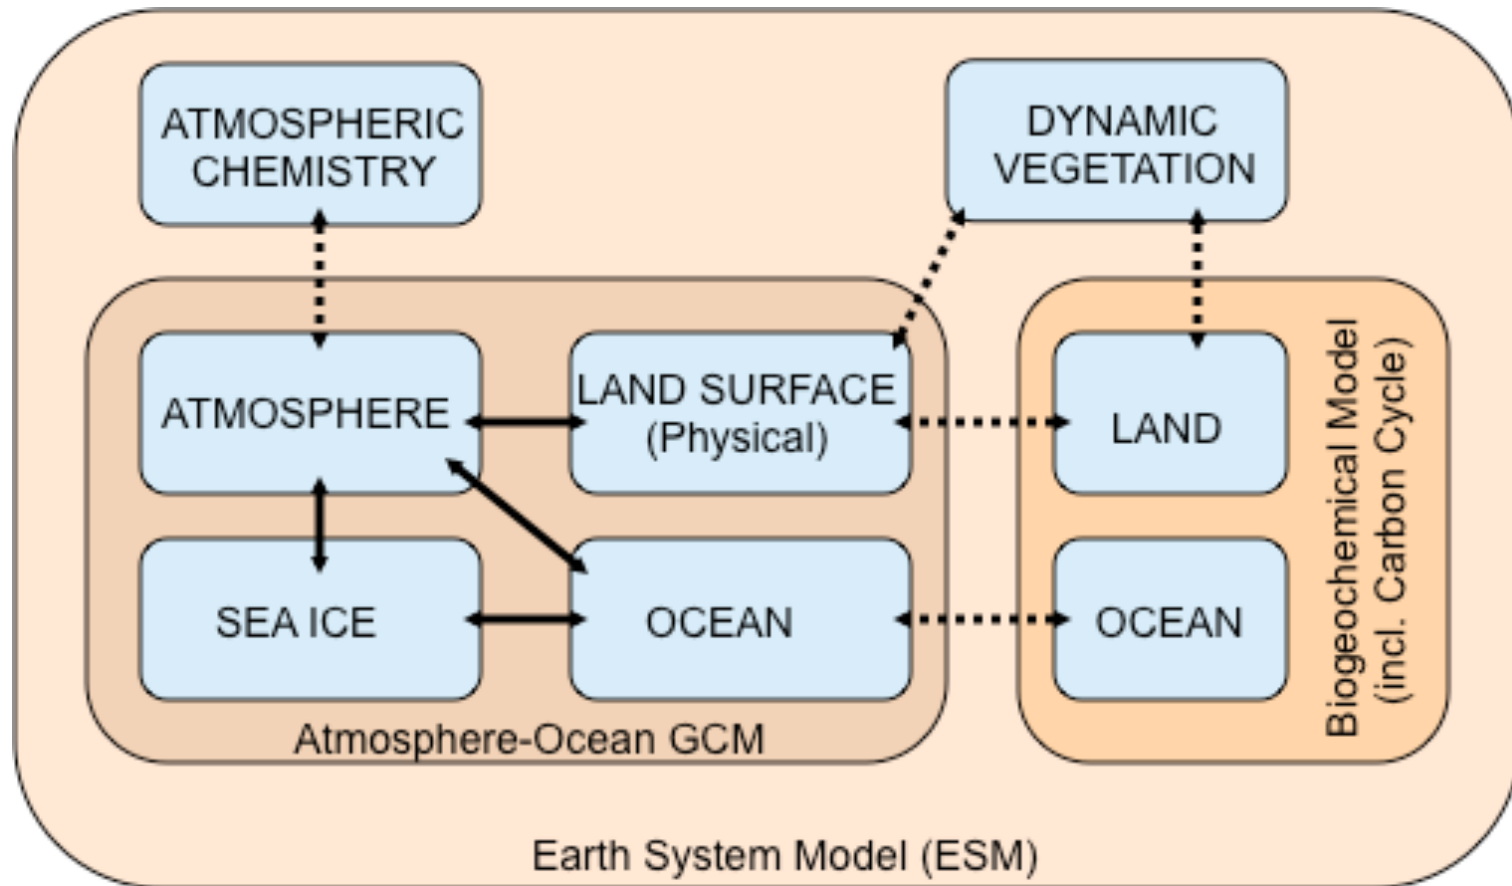 ATMOSPHERIC
CHEMISTRY
DYNAMIC
VEGETATION
ATMOSPHERE
LAND SURFACE
(Physical)
LAND
SEA ICE
OCEAN
OCEAN
Biogeochemical Model
(incl. Carbon Cycle)
Atmosphere-Ocean GCM
Earth System Model (ESM)